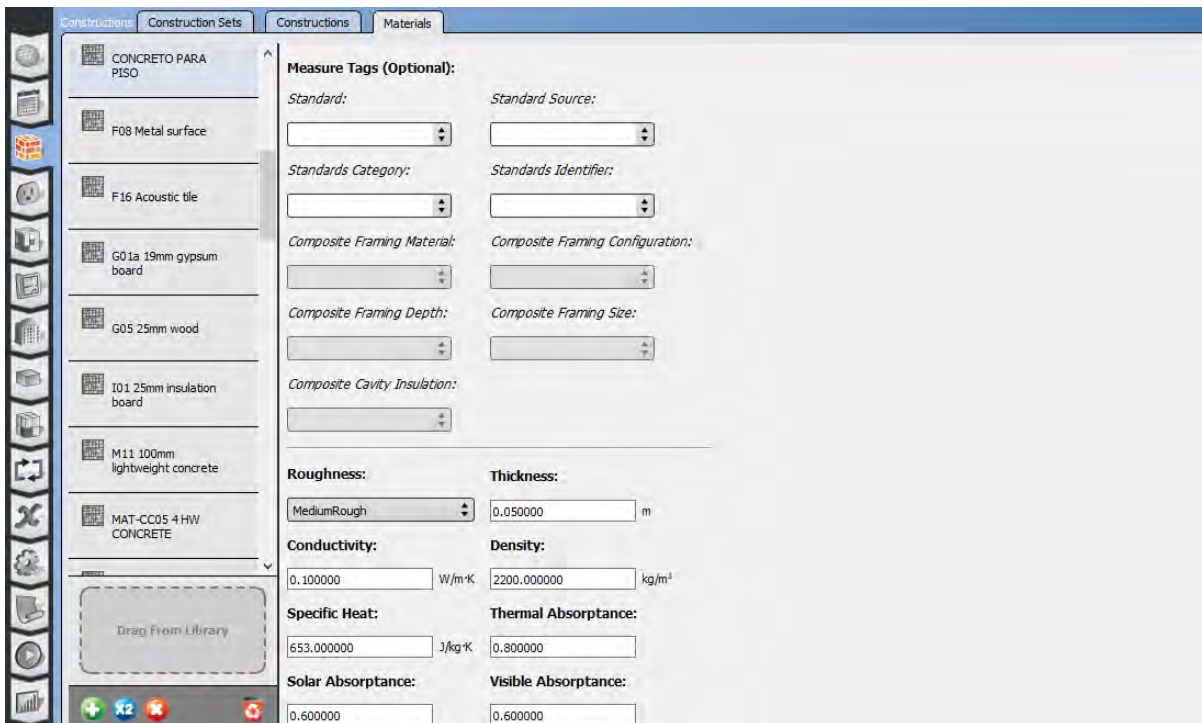 Constructions
Construction Sets
Constructions
Materials
CONCRETO PARA
PISO
F08 Metal surface
F16 Acoustic tile
G01a 19mm gypsum
board
G05 25mm wood
I01 25mm insulation
board
M11 100mm
lightweight concrete
MAT-CC05 4 HW
CONCRETE
Drag From Library
X2
Measure Tags (Optional):
Standard:
Standard Source:
Standards Category:
Standards Identifier:
Composite Framing Material:
Composite Framing Configuration:
Composite Framing Depth:
Composite Framing Size:
Composite Cavity Insulation:
Roughness:
Thickness:
MediumRough
0.050000 m
Conductivity:
Density:
0.100000 W/m·K
2200.000000 kg/m³
Specific Heat:
Thermal Absorptance:
653.000000 J/kg·K
0.800000
Solar Absorptance:
Visible Absorptance:
0.600000
0.600000